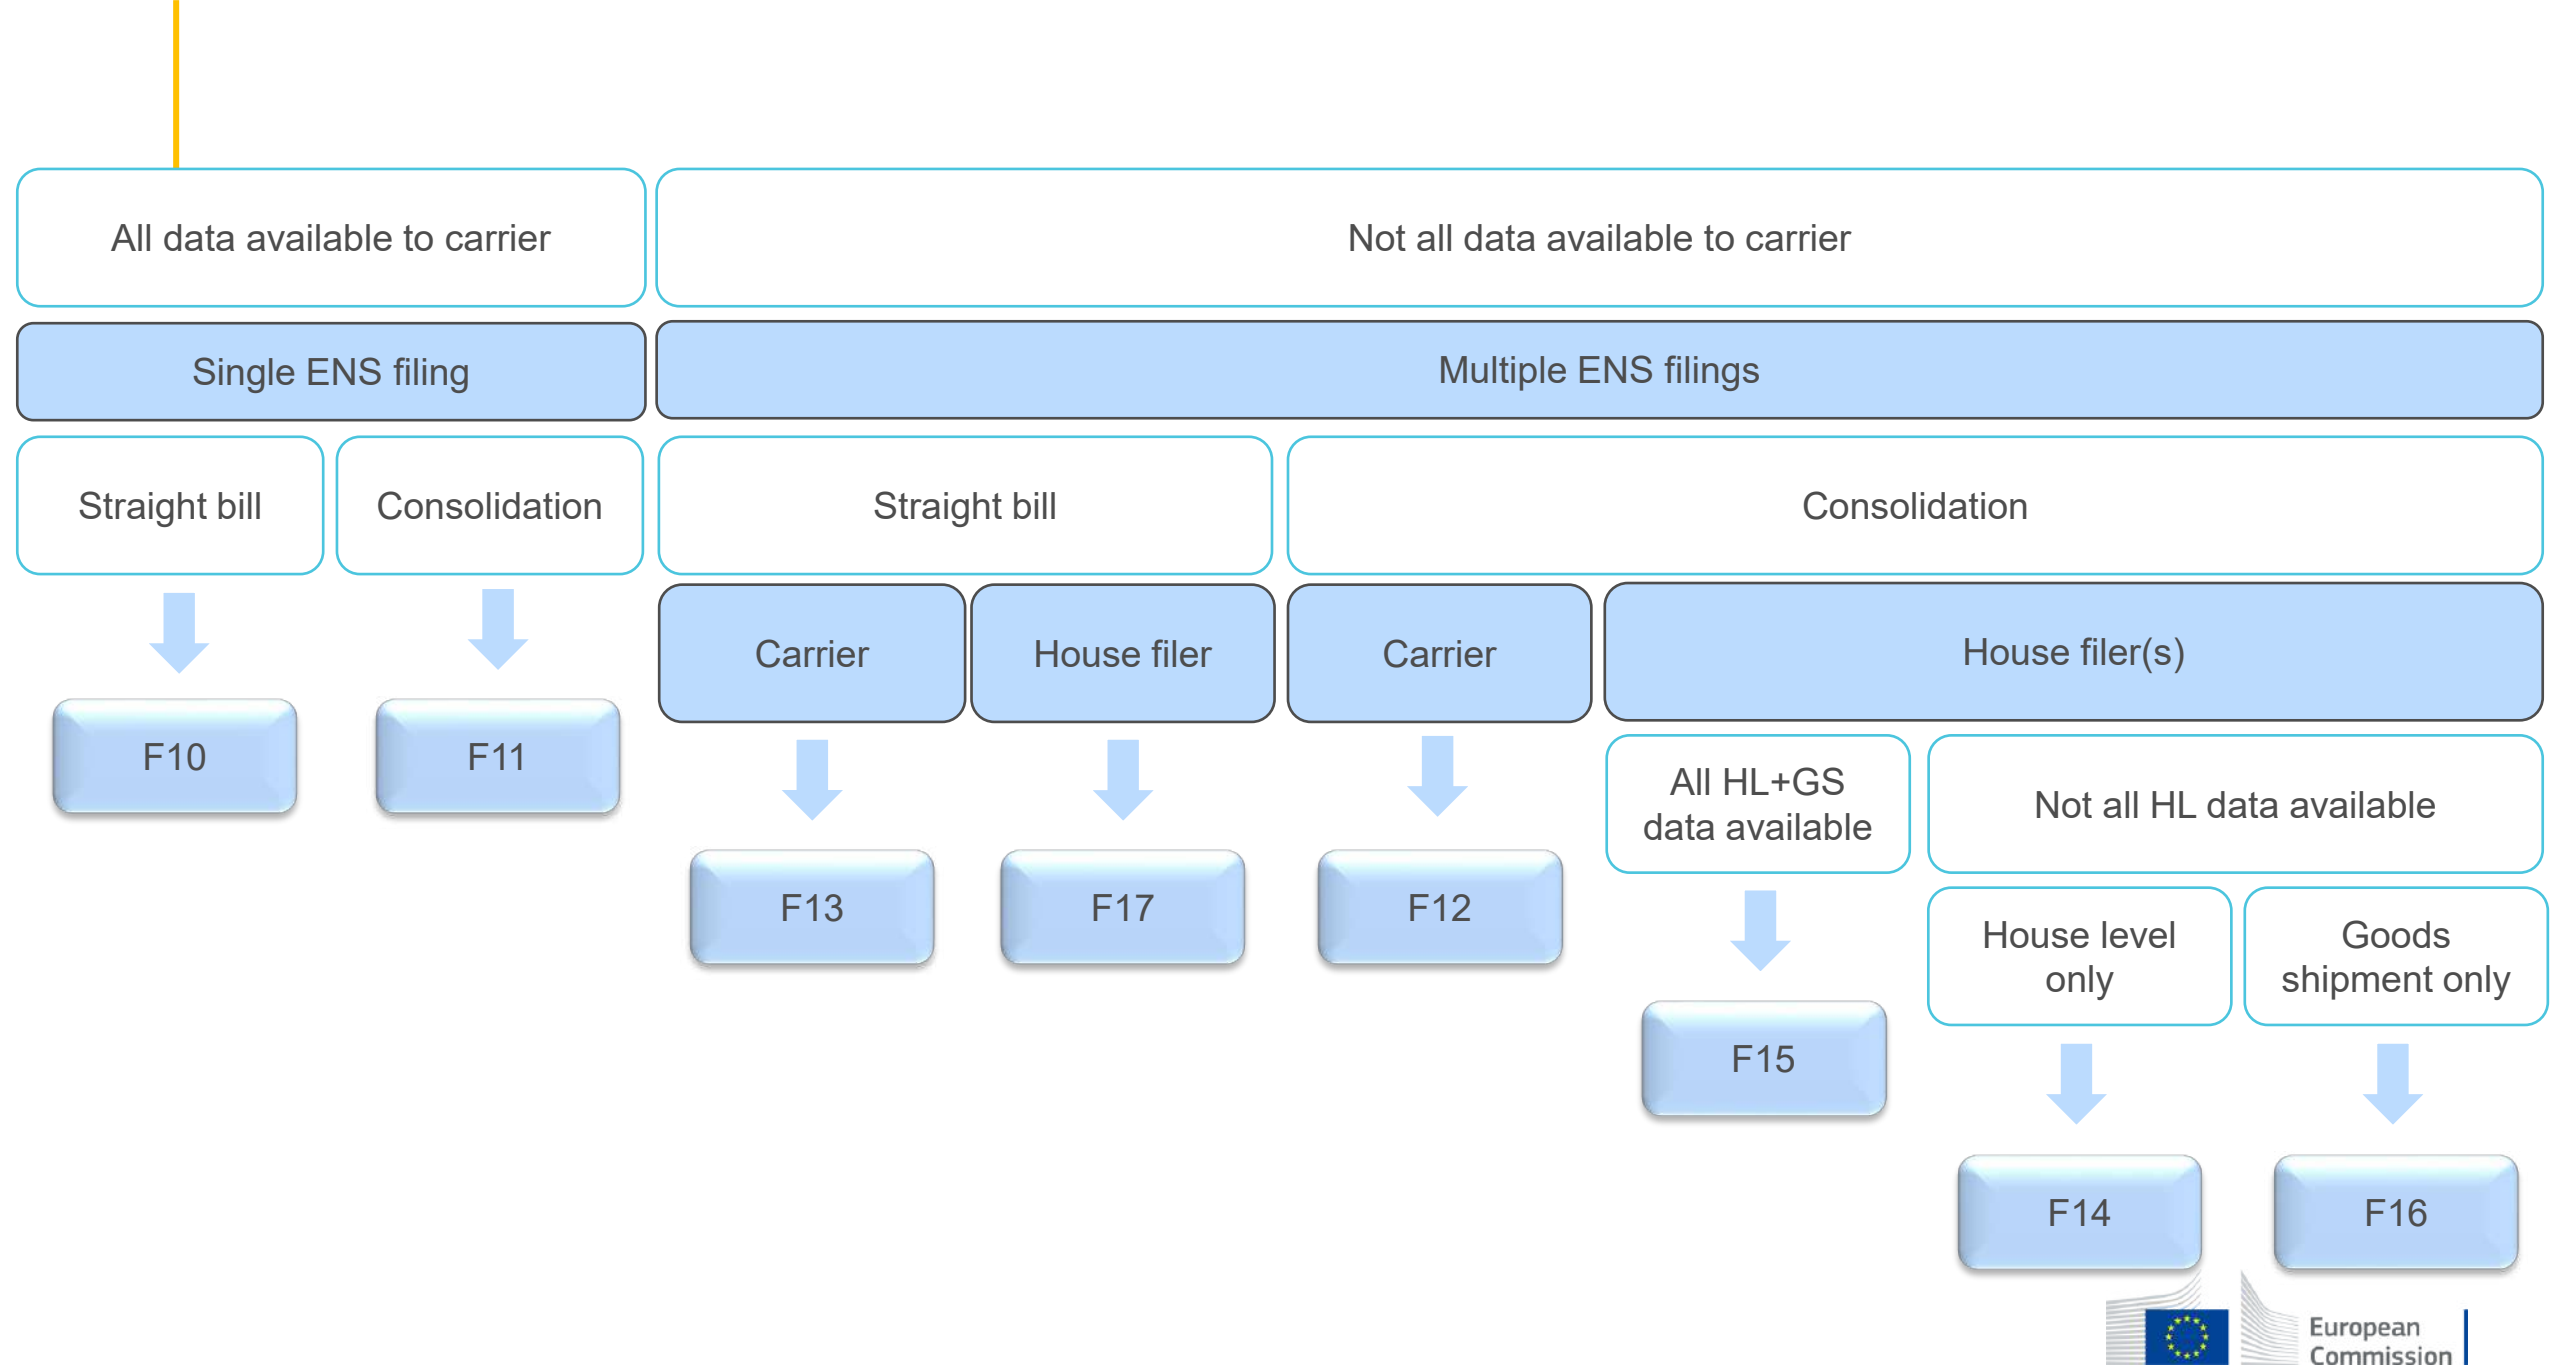 All data available to carrier
Not all data available to carrier
Single ENS filing
Multiple ENS filings
Straight bill
Consolidation
Straight bill
Consolidation
Carrier
House filer
Carrier
House filer(s)
F10
F11
All HL+GS
data available
Not all HL data available
F13
F17
F12
House level
only
Goods
shipment only
F15
F14
F16
European
Commission